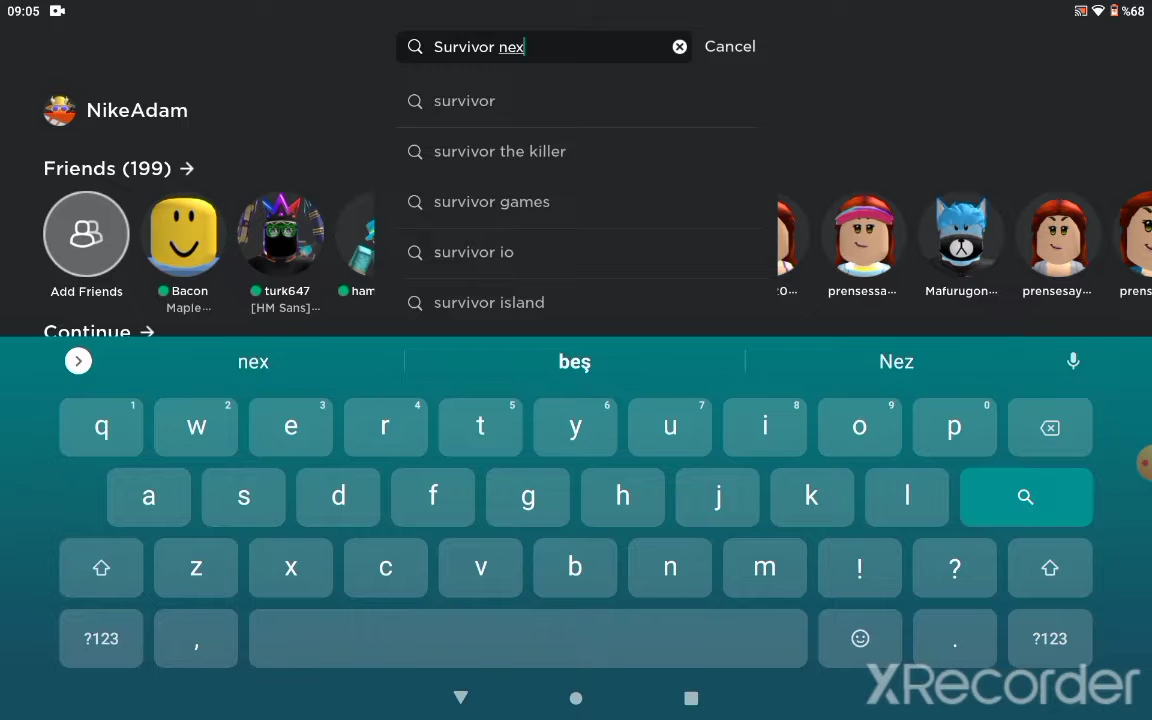 09:05
%68
Survivor nex
Cancel
survivor
NikeAdam
survivor the killer
Friends (199) →
survivor games
survivor io
Add Friends
Bacon
Maple...
turk647
[HM Sans]...
ham
o...
prensessa...
Mafurugon...
prensesay...
prens
survivor island
Continue →
nex
beş
Nez
q 1 w 2 e 3 r 4 t 5 y 6 u 7 i 8 o 9 p 0
a s d f g h j k l
z x c v b n m ! ?
?123 , . ?123
XRecorder